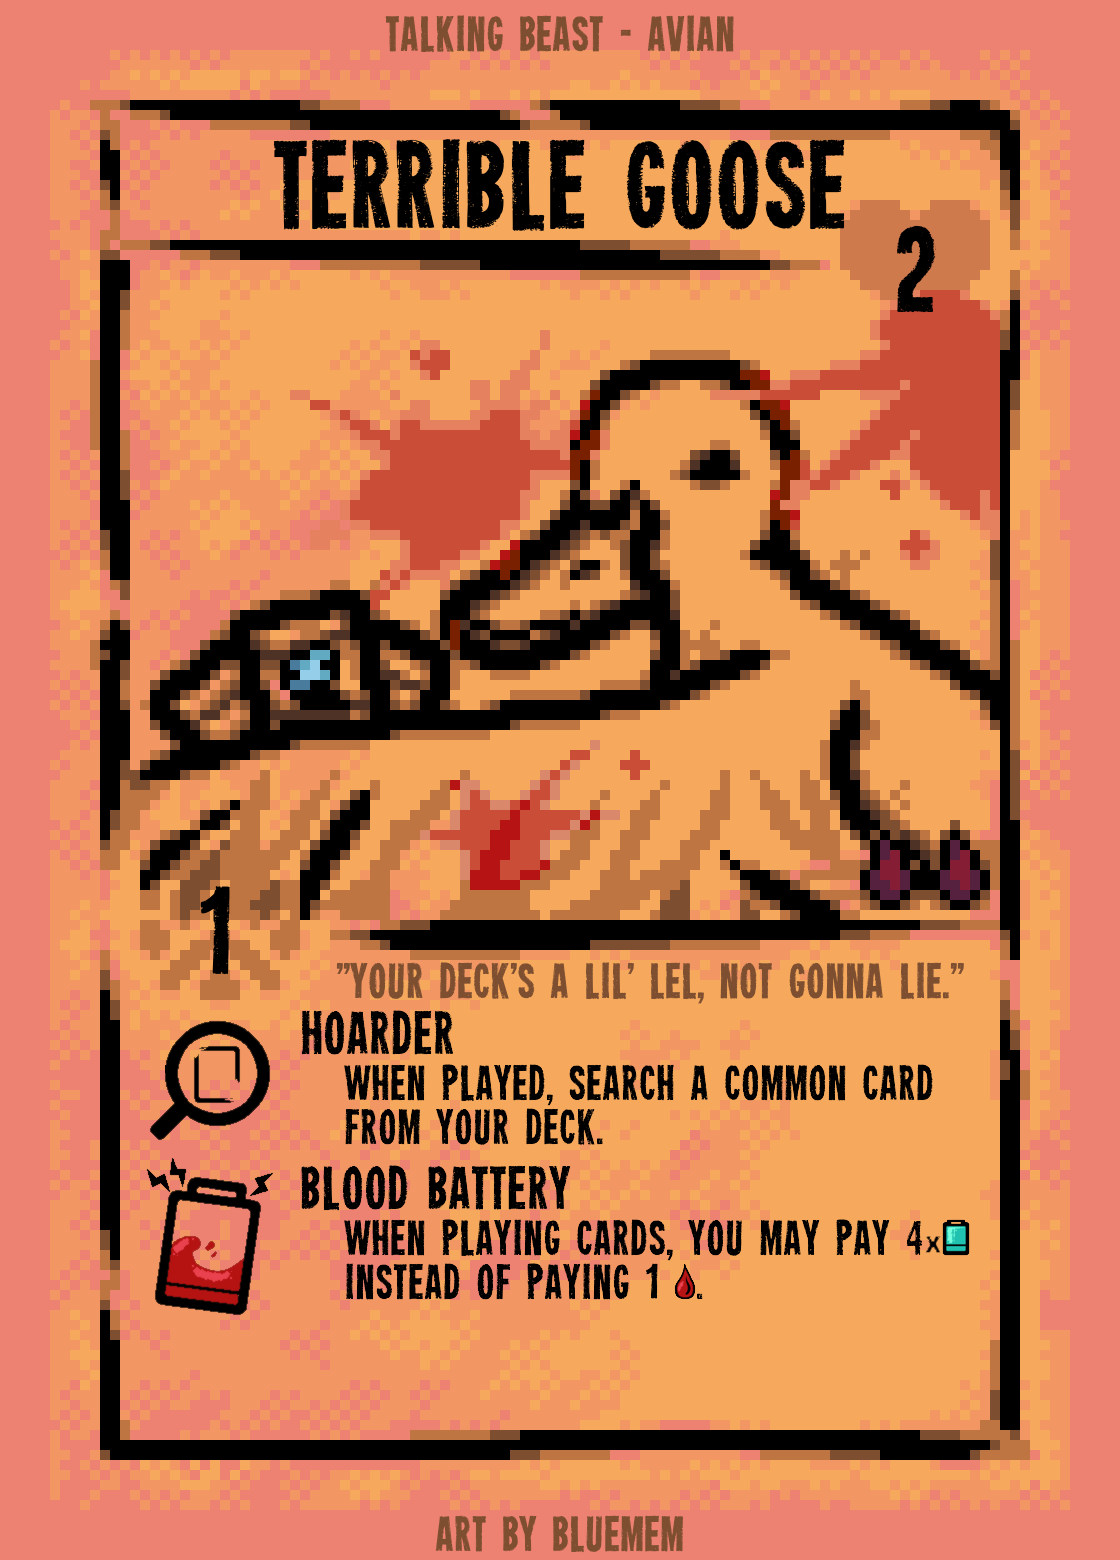 TALKING BEAST - AVIAN
TERRIBLE GOOSE
2
1
"YOUR DECK'S A LIL' LEL, NOT GONNA LIE."
HOARDER
WHEN PLAYED, SEARCH A COMMON CARD
FROM YOUR DECK.
BLOOD BATTERY
WHEN PLAYING CARDS, YOU MAY PAY 4x
INSTEAD OF PAYING 1 .
ART BY BLUEMEM